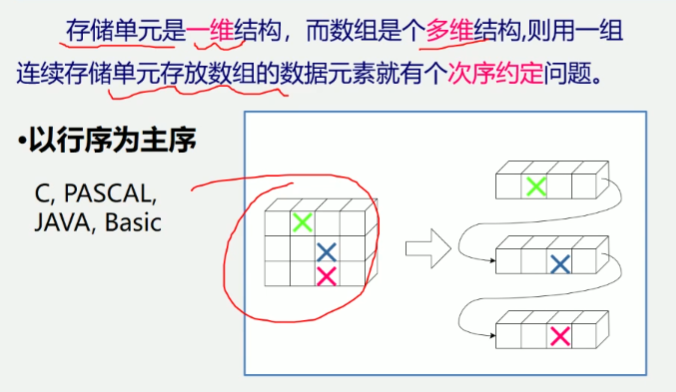 存储单元是一维结构，而数组是个多维结构,则用一组
连续存储单元存放数组的数据元素就有个次序约定问题。
•以行序为主序
C, PASCAL,
JAVA, Basic